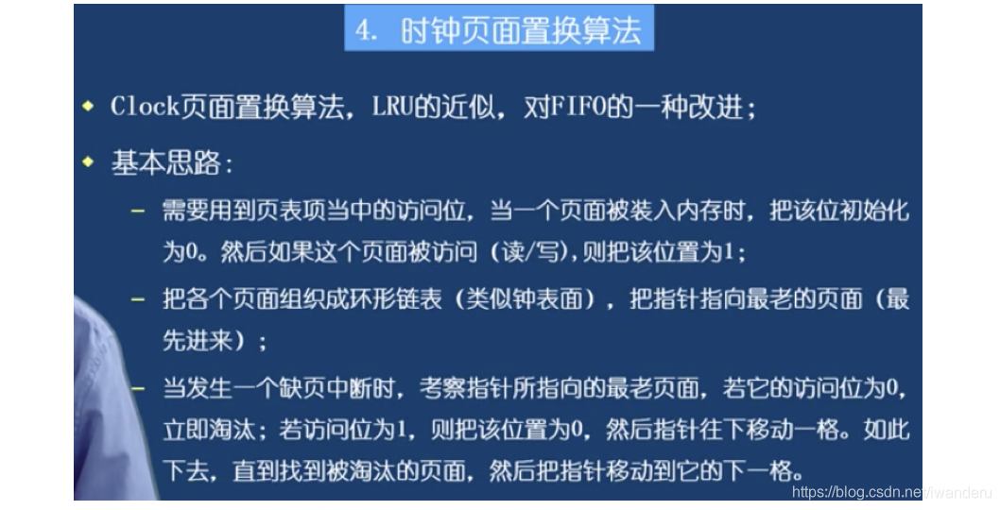 4. 时钟页面置换算法
Clock页面置换算法，LRU的近似，对FIFO的一种改进；
基本思路：
– 需要用到页表项当中的访问位，当一个页面被装入内存时，把该位初始化
为0。然后如果这个页面被访问（读/写）,则把该位置为1；
– 把各个页面组织成环形链表（类似钟表面），把指针指向最老的页面（最
先进来）；
– 当发生一个缺页中断时，考察指针所指向的最老页面，若它的访问位为0，
立即淘汰；若访问位为1，则把该位置为0，然后指针往下移动一格。如此
下去，直到找到被淘汰的页面，然后把指针移动到它的下一格。
https://blog.csdn.net/iwanderu